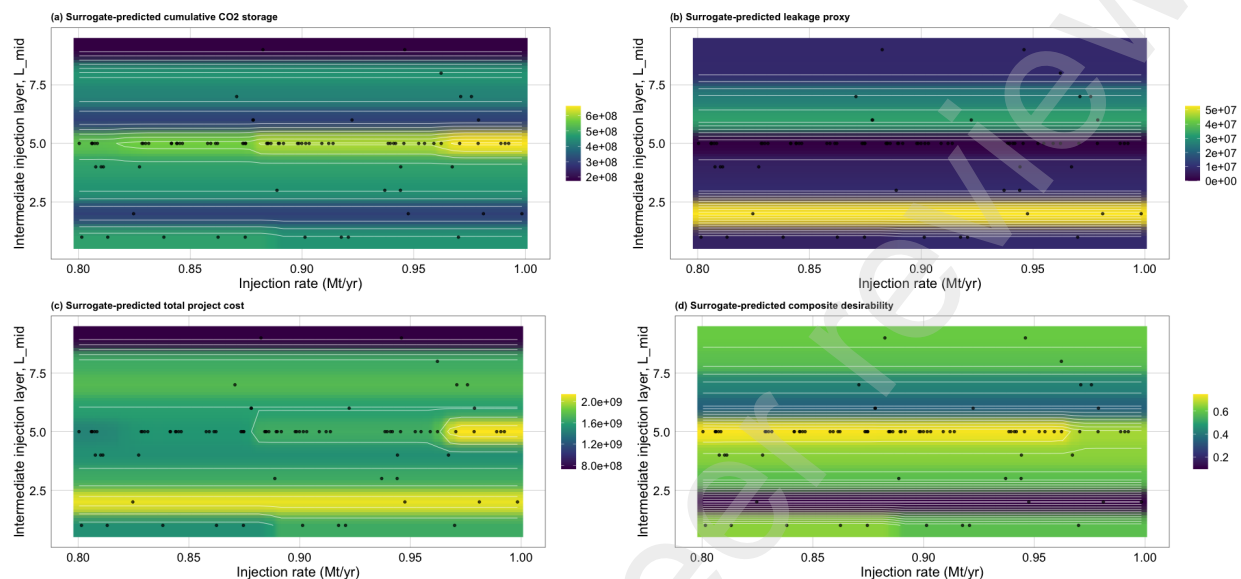 (a) Surrogate-predicted cumulative CO2 storage
Intermediate injection layer, L_mid
7.5
5.0
2.5
0.80
0.85
0.90
0.95
1.00
Injection rate (Mt/yr)
6e+08
5e+08
4e+08
3e+08
2e+08
(b) Surrogate-predicted leakage proxy
Intermediate injection layer, L_mid
7.5
5.0
2.5
0.80
0.85
0.90
0.95
1.00
Injection rate (Mt/yr)
5e+07
4e+07
3e+07
2e+07
1e+07
0e+00
(c) Surrogate-predicted total project cost
Intermediate injection layer, L_mid
7.5
5.0
2.5
0.80
0.85
0.90
0.95
1.00
Injection rate (Mt/yr)
2.0e+09
1.6e+09
1.2e+09
8.0e+08
(d) Surrogate-predicted composite desirability
Intermediate injection layer, L_mid
7.5
5.0
2.5
0.80
0.85
0.90
0.95
1.00
Injection rate (Mt/yr)
0.6
0.4
0.2
eer review